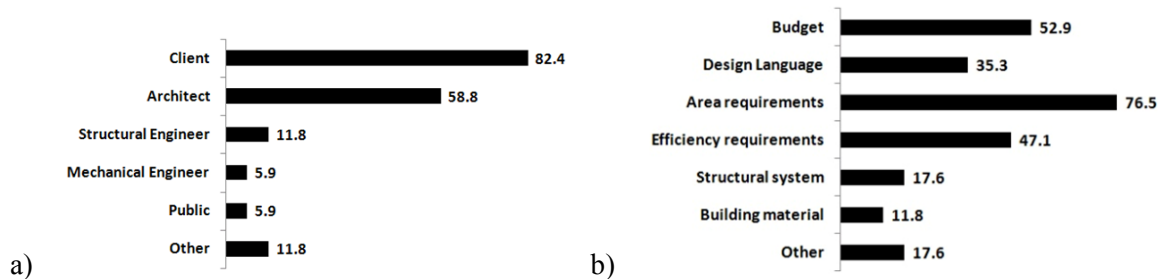 Client 82.4
Architect 58.8
Structural Engineer 11.8
Mechanical Engineer 5.9
Public 5.9
Other 11.8
a)
Budget 52.9
Design Language 35.3
Area requirements 76.5
Efficiency requirements 47.1
Structural system 17.6
Building material 11.8
Other 17.6
b)